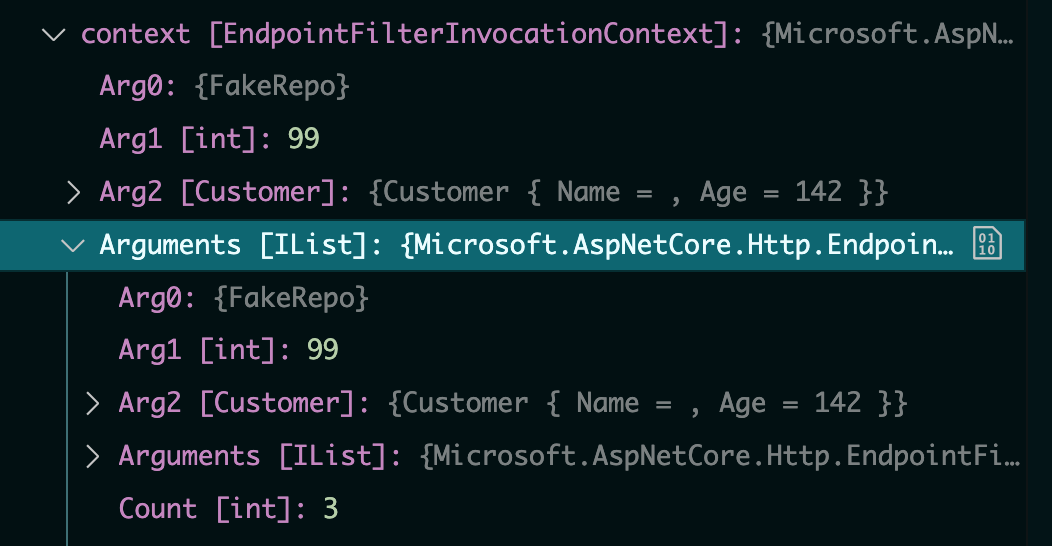 context [EndpointFilterInvocationContext]: {Microsoft.AspN…
Arg0: {FakeRepo}
Arg1 [int]: 99
Arg2 [Customer]: {Customer { Name = , Age = 142 }}
Arguments [IList]: {Microsoft.AspNetCore.Http.Endpoin… 0110
Arg0: {FakeRepo}
Arg1 [int]: 99
Arg2 [Customer]: {Customer { Name = , Age = 142 }}
Arguments [IList]: {Microsoft.AspNetCore.Http.EndpointFi…
Count [int]: 3